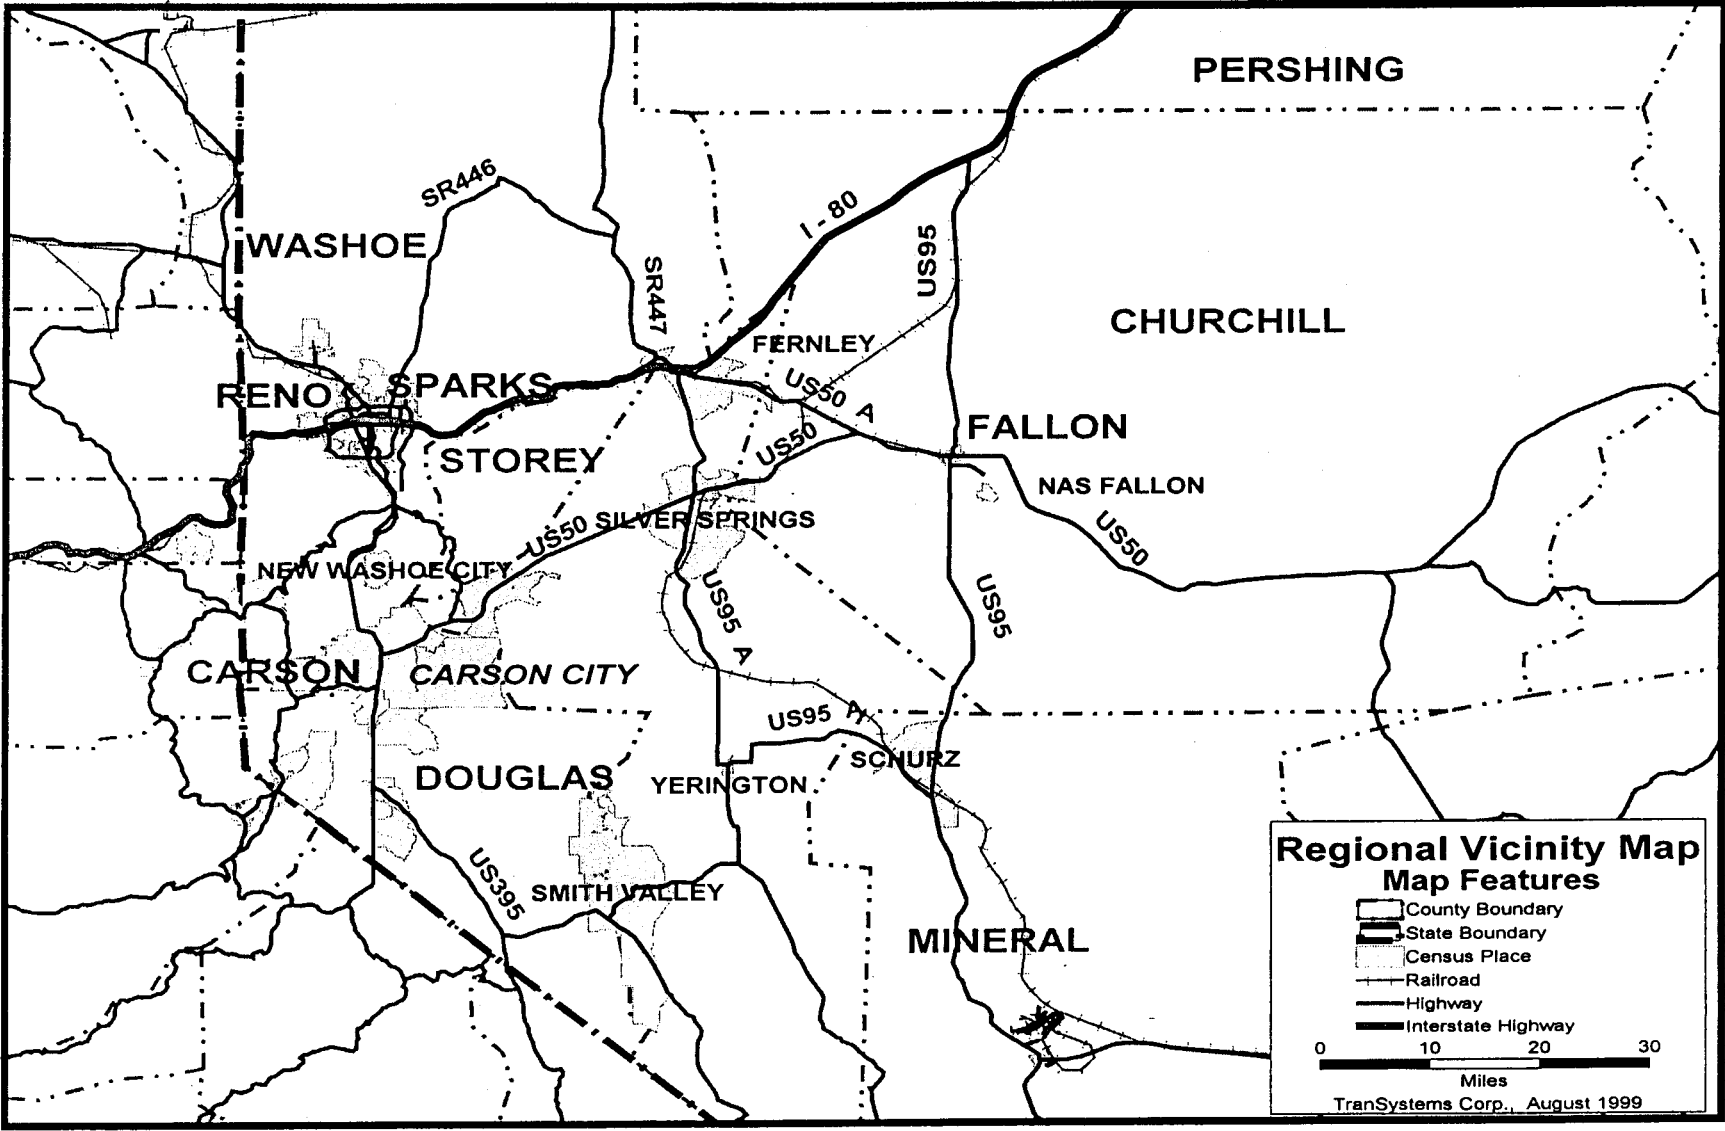 PERSHING
SR446
I-80
WASHOE
US95
SR447
CHURCHILL
FERNLEY
RENO
SPARKS
US50 A
FALLON
US50
STOREY
NAS FALLON
US50
SILVER SPRINGS
US50
NEW WASHOE CITY
US95 A
US95
CARSON
CARSON CITY
US95 A
SCHURZ
DOUGLAS
YERINGTON
US395
SMITH VALLEY
MINERAL
Regional Vicinity Map
Map Features
County Boundary
State Boundary
Census Place
Railroad
Highway
Interstate Highway
0 10 20 30
Miles
TranSystems Corp., August 1999